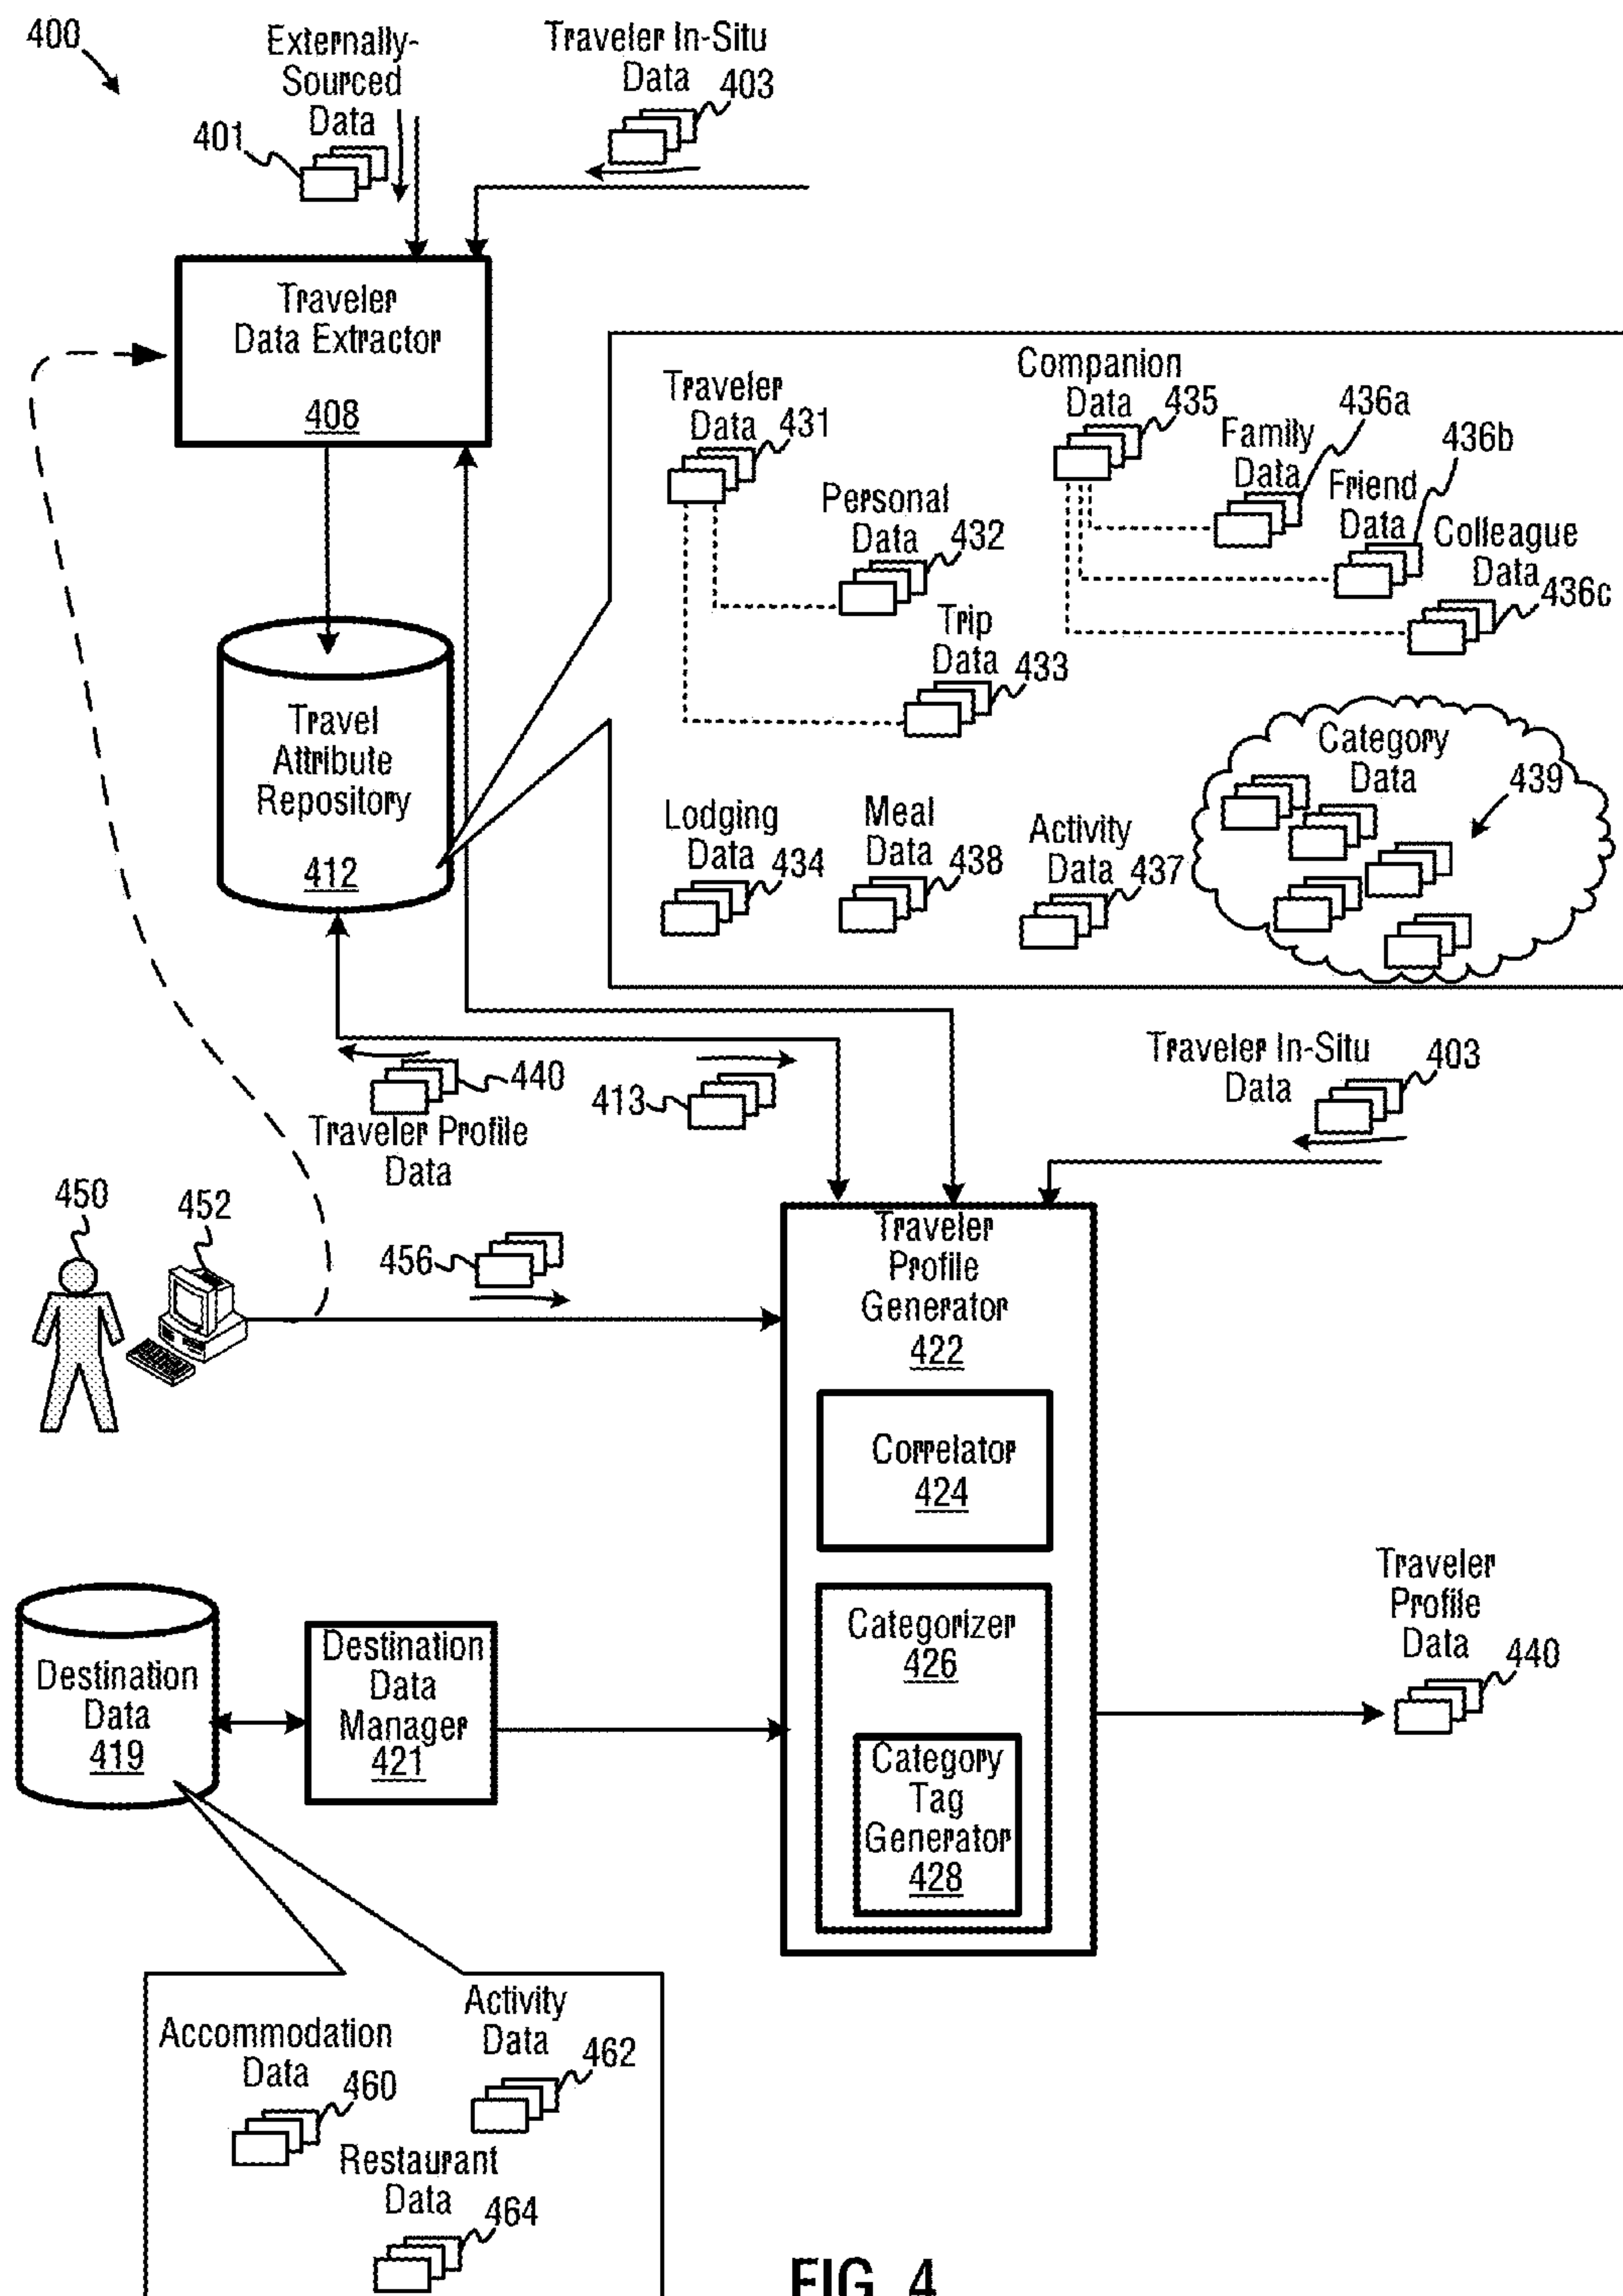 400
Externally-
Sourced
Data
401
Traveler In-Situ
Data
403
Traveler
Data Extractor
408
Traveler
Data
431
Personal
Data
432
Trip
Data
433
Companion
Data
435
Family
Data
436a
Friend
Data
436b
Colleague
Data
436c
Travel
Attribute
Repository
412
Lodging
Data
434
Meal
Data
438
Activity
Data
437
Category
Data
439
440
Traveler Profile
Data
413
Traveler In-Situ
Data
403
450
452
456
Traveler
Profile
Generator
422
Correlator
424
Categorizer
426
Category
Tag
Generator
428
Destination
Data
419
Destination
Data
Manager
421
Traveler
Profile
Data
440
Accommodation
Data
460
Activity
Data
462
Restaurant
Data
464
FIG. 4